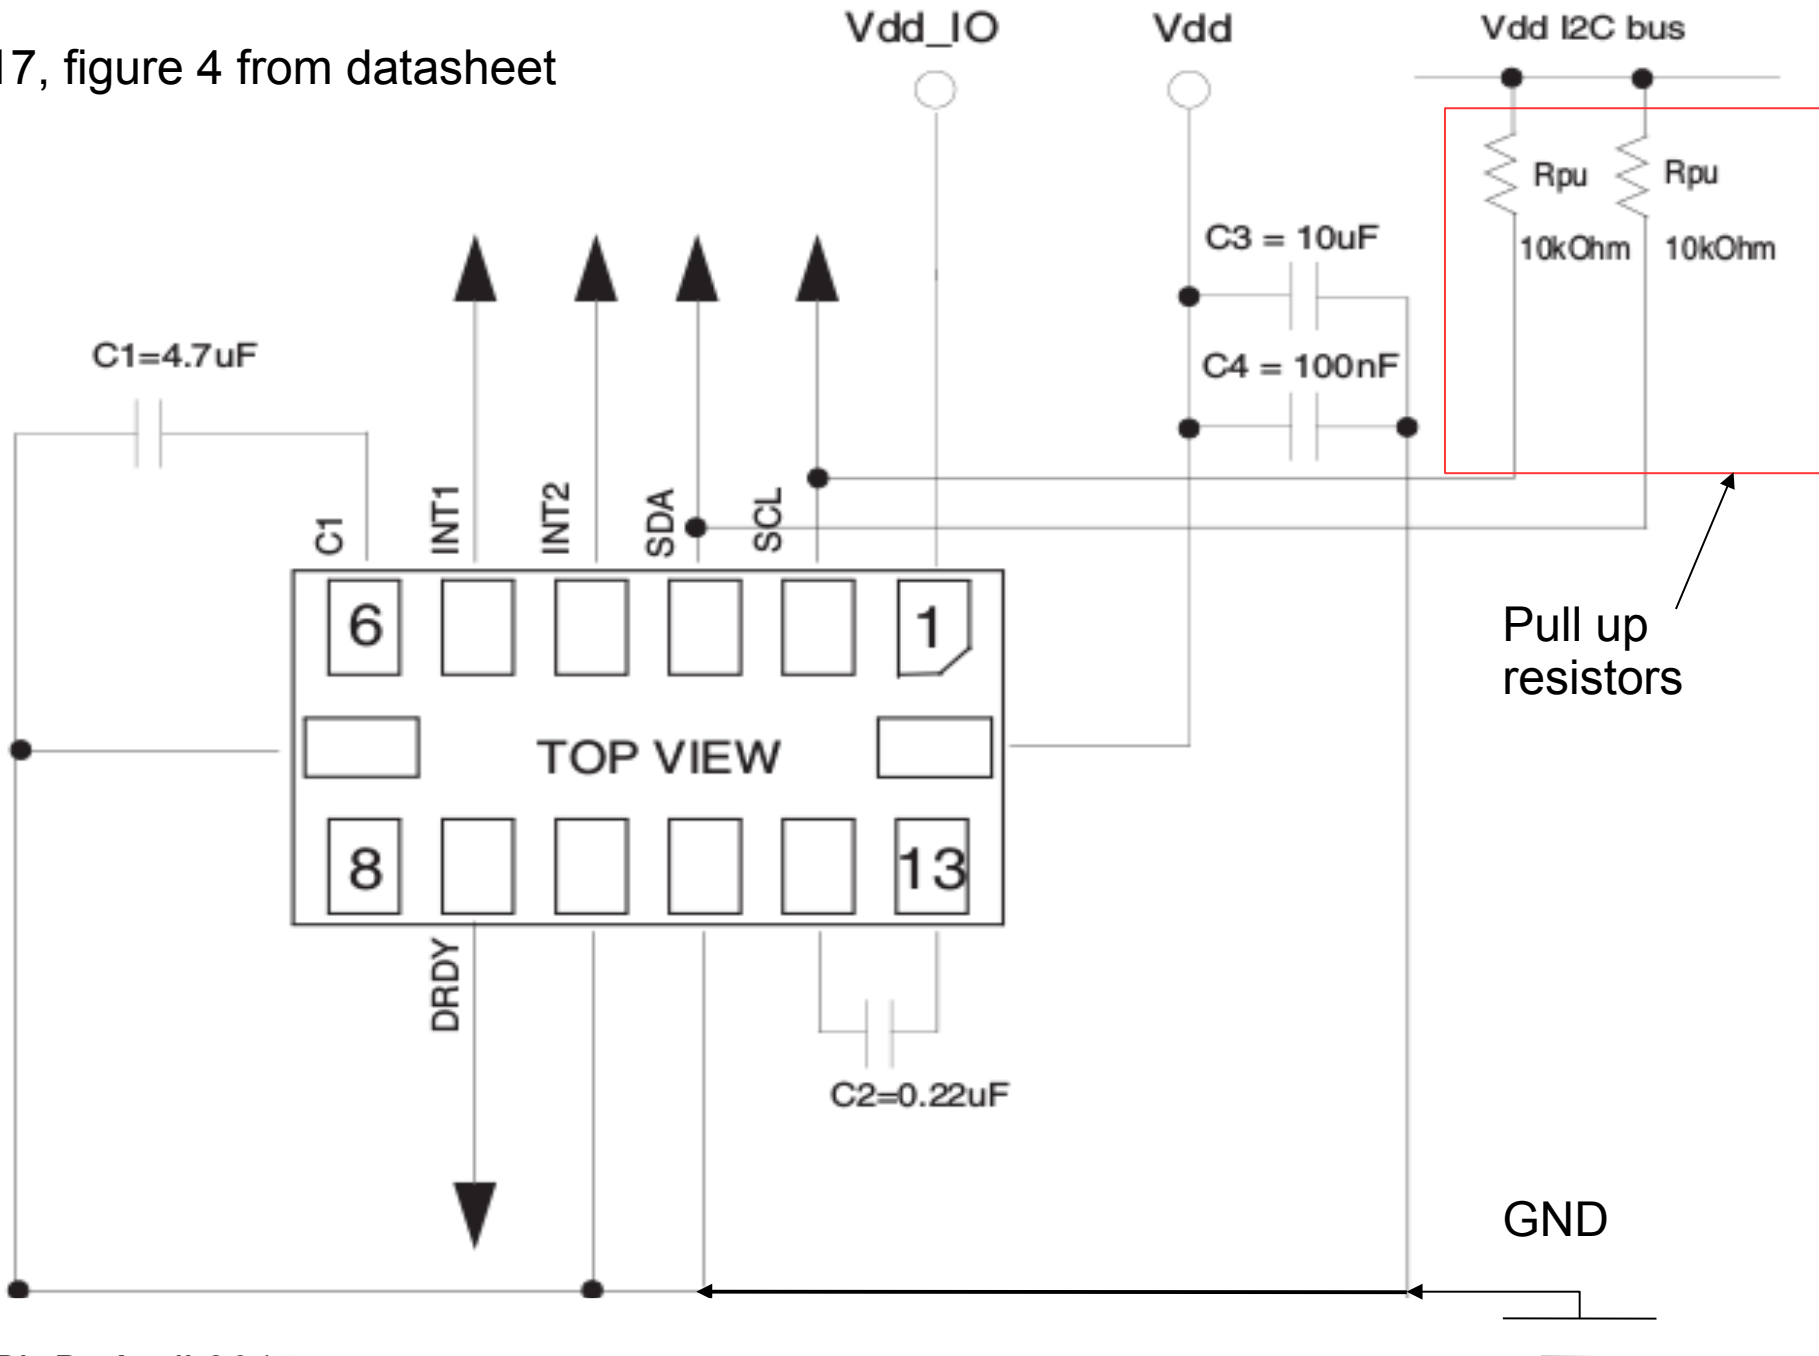 17, figure 4 from datasheet
Vdd_IO
Vdd
Vdd I2C bus
Rpu
Rpu
10kOhm
10kOhm
C3 = 10uF
C4 = 100nF
C1=4.7uF
C1
INT1
INT2
SDA
SCL
6
1
Pull up
resistors
TOP VIEW
8
13
DRDY
C2=0.22uF
GND